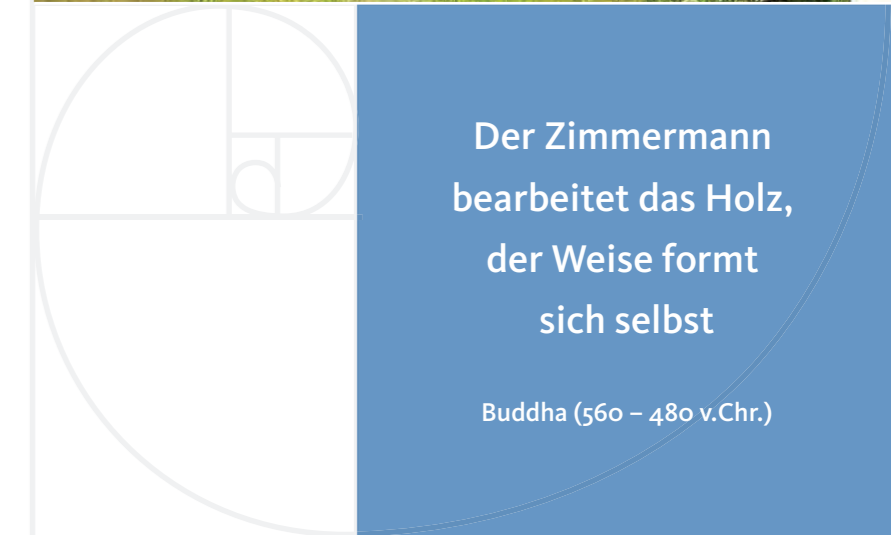 Der Zimmermann
bearbeitet das Holz,
der Weise formt
sich selbst
Buddha (560 – 480 v.Chr.)